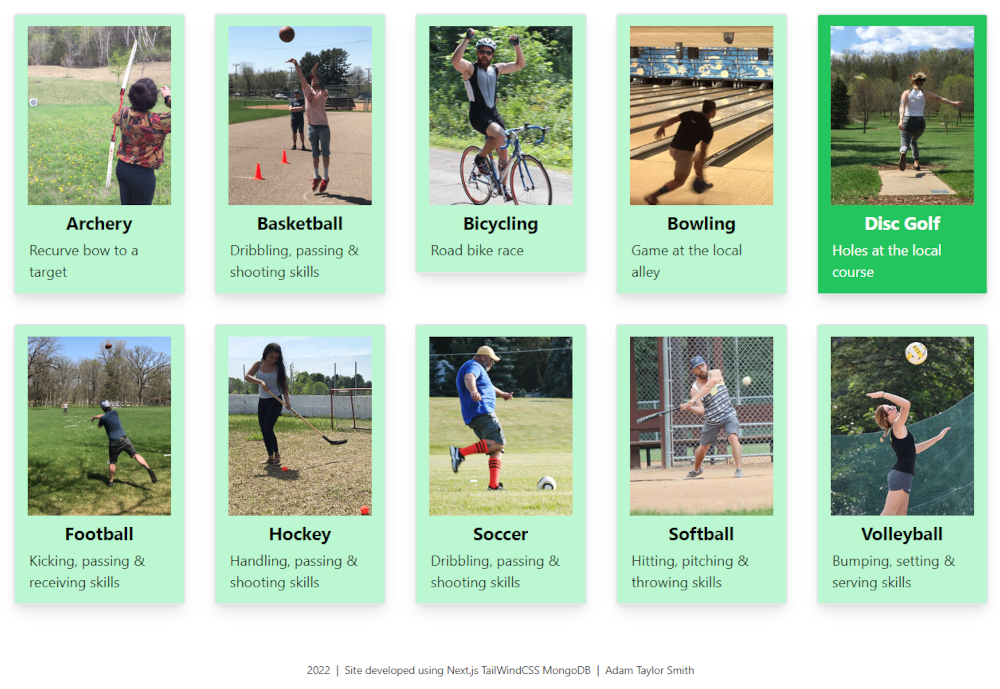 Archery
Recurve bow to a
target
Basketball
Dribbling, passing &
shooting skills
Bicycling
Road bike race
Bowling
Game at the local
alley
Disc Golf
Holes at the local
course
Football
Kicking, passing &
receiving skills
Hockey
Handling, passing &
shooting skills
Soccer
Dribbling, passing &
shooting skills
Softball
Hitting, pitching &
throwing skills
Volleyball
Bumping, setting &
serving skills
2022 | Site developed using Next.js TailWindCSS MongoDB | Adam Taylor Smith